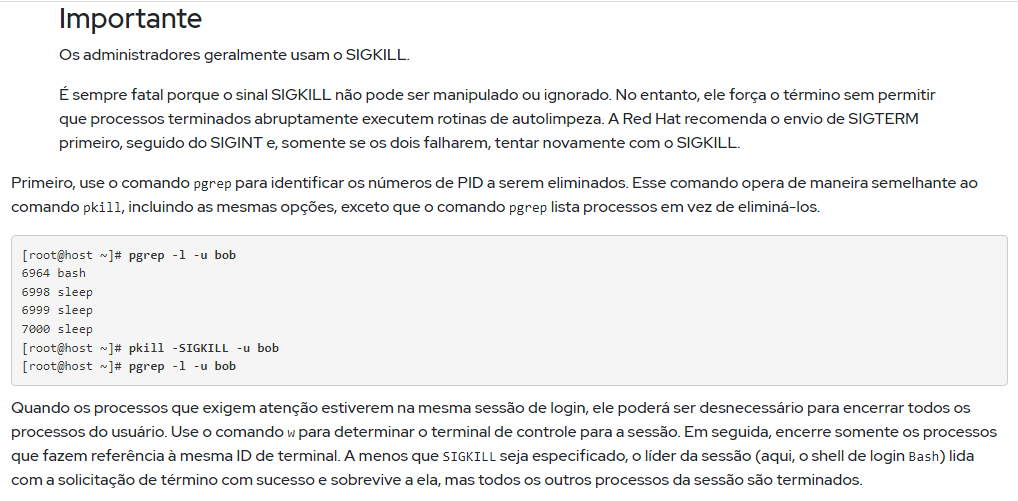 Importante
Os administradores geralmente usam o SIGKILL.
É sempre fatal porque o sinal SIGKILL não pode ser manipulado ou ignorado. No entanto, ele força o término sem permitir
que processos terminados abruptamente executem rotinas de autolimpeza. A Red Hat recomenda o envio de SIGTERM
primeiro, seguido do SIGINT e, somente se os dois falharem, tentar novamente com o SIGKILL.
Primeiro, use o comando pgrep para identificar os números de PID a serem eliminados. Esse comando opera de maneira semelhante ao
comando pkill, incluindo as mesmas opções, exceto que o comando pgrep lista processos em vez de eliminá-los.
[root@host ~]# pgrep -l -u bob
6964 bash
6998 sleep
6999 sleep
7000 sleep
[root@host ~]# pkill -SIGKILL -u bob
[root@host ~]# pgrep -l -u bob
Quando os processos que exigem atenção estiverem na mesma sessão de login, ele poderá ser desnecessário para encerrar todos os
processos do usuário. Use o comando w para determinar o terminal de controle para a sessão. Em seguida, encerre somente os processos
que fazem referência à mesma ID de terminal. A menos que SIGKILL seja especificado, o líder da sessão (aqui, o shell de login Bash) lida
com a solicitação de término com sucesso e sobrevive a ela, mas todos os outros processos da sessão são terminados.